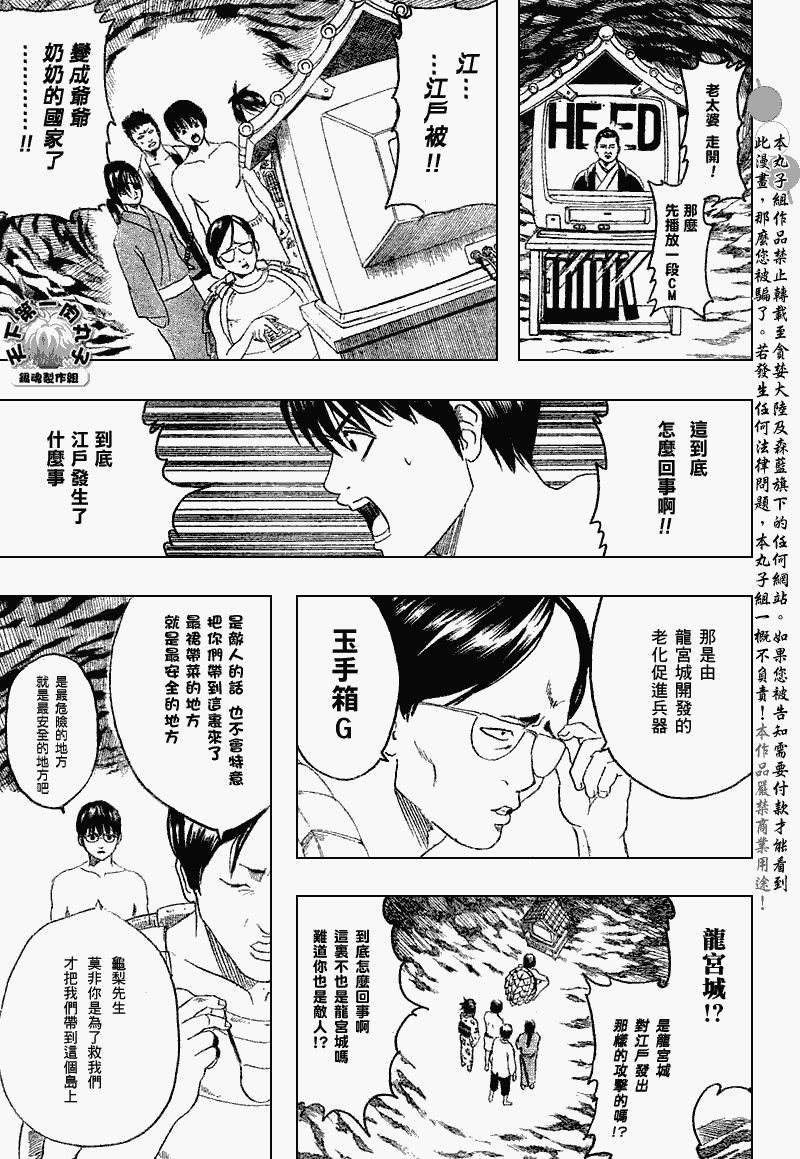 老太婆 走開！
HEED
那麼
先播放一段CM
江…
…江戶被!!
變成爺爺
奶奶的國家了
…………!!
天下第一四丸子
銀魂製作組
這到底
怎麼回事啊!!
到底
江戶發生了
什麼事
那是由
龍宮城開發的
老化促進兵器
玉手箱
G
是敵人的話 也不會特意
把你們帶到這裏來了
最裙帶菜的地方
就是最安全的地方
是最危險的地方
就是最安全的地方吧
龜梨先生
莫非你是為了救我們
才把我們帶到這個島上
龍宮城!?
是龍宮城
對江戶發出
那樣的攻擊的嗎!?
到底怎麼回事啊
這裏不也是龍宮城嗎
難道你也是敵人!?
本丸子組作品禁止轉載至貪婪大陸及森藍旗下的任何網站。如果您被告知需要付款才能看到
此漫畫，那麼您被騙了。若發生任何法律問題，本丸子組一概不負責！本作品嚴禁商業用途！